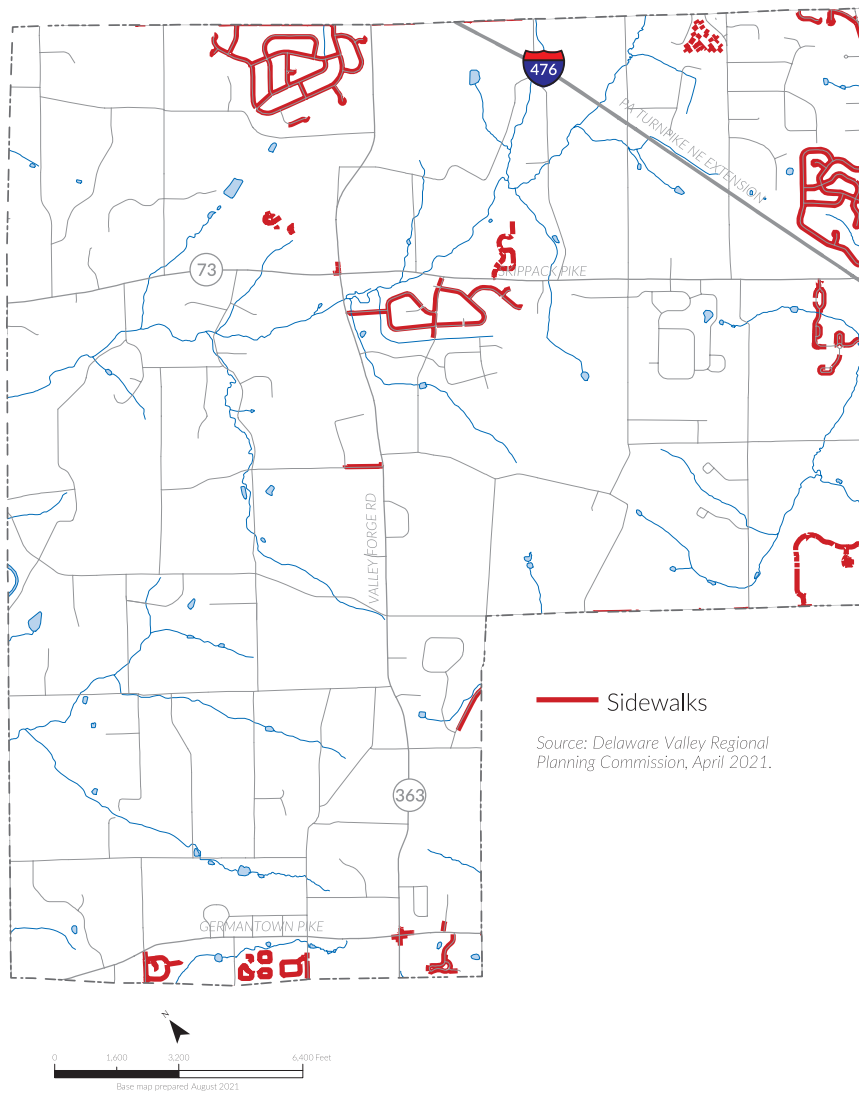 476
PA TURNPIKE NE EXTENSION
73
SKIPPACK PIKE
VALLEY FORGE RD
Sidewalks
Source: Delaware Valley Regional
Planning Commission, April 2021.
363
GERMANTOWN PIKE
N
0 1,600 3,200 6,400 Feet
Base map prepared August 2021